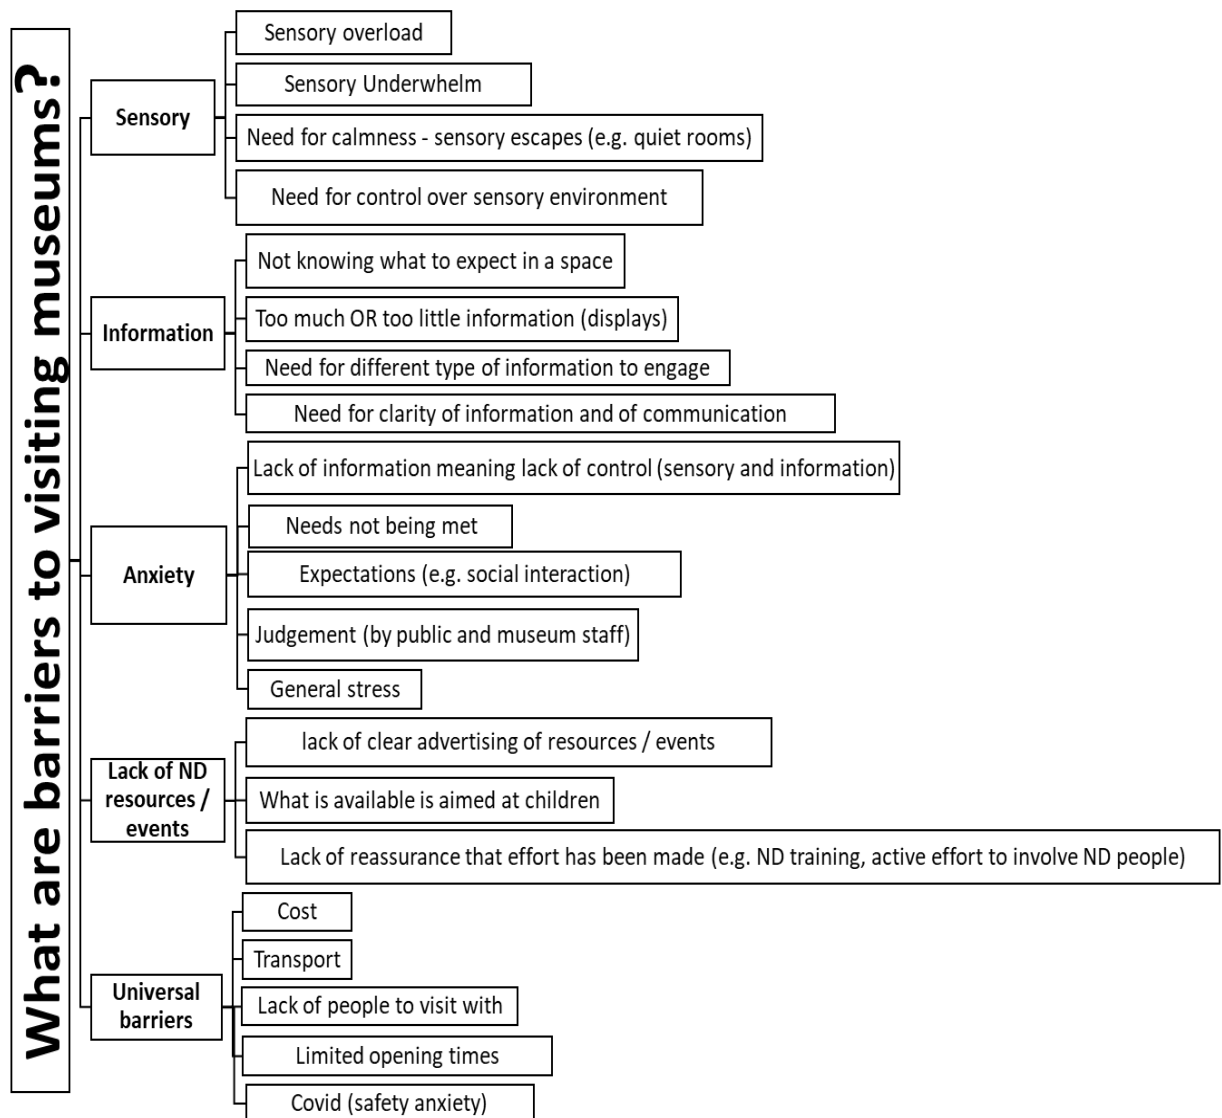 What are barriers to visiting museums?
Sensory
Sensory overload
Sensory Underwhelm
Need for calmness - sensory escapes (e.g. quiet rooms)
Need for control over sensory environment
Information
Not knowing what to expect in a space
Too much OR too little information (displays)
Need for different type of information to engage
Need for clarity of information and of communication
Anxiety
Lack of information meaning lack of control (sensory and information)
Needs not being met
Expectations (e.g. social interaction)
Judgement (by public and museum staff)
General stress
Lack of ND
resources /
events
lack of clear advertising of resources / events
What is available is aimed at children
Lack of reassurance that effort has been made (e.g. ND training, active effort to involve ND people)
Universal
barriers
Cost
Transport
Lack of people to visit with
Limited opening times
Covid (safety anxiety)